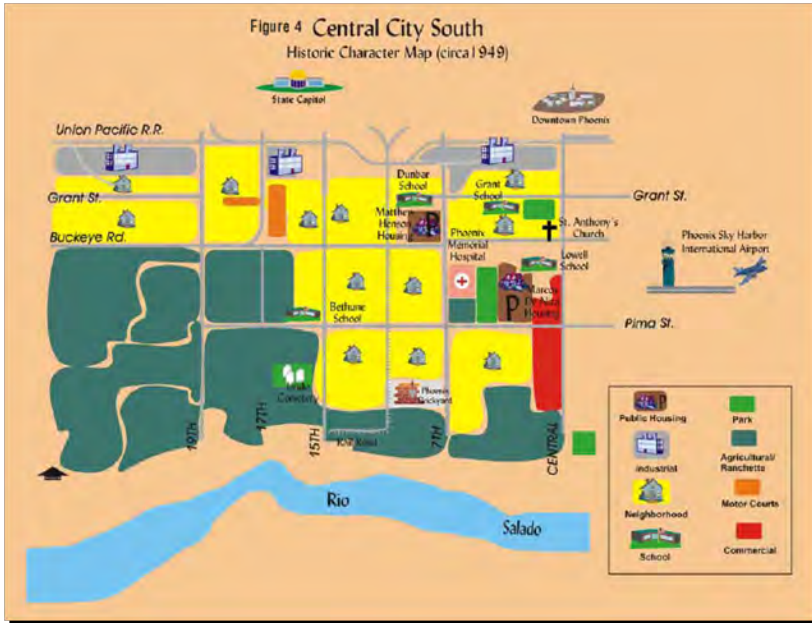 Figure 4 Central City South
Historic Character Map (circa 1949)
State Capitol
Downtown Phoenix
Union Pacific R.R.
Dunbar
School
Grant
School
Grant St.
Grant St.
Matthew
Henson
Housing
P
St. Anthony's
Church
Buckeye Rd.
Phoenix
Memorial
Hospital
Lowell
School
Phoenix Sky Harbor
International Airport
Bethune
School
P
Marcos
De Niza
Housing
Pima St.
Cemetery
Phoenix
19TH
17TH
15TH
7TH
CENTRAL
Rio
Salado
Public Housing
P
Park
Industrial
Agricultural/
Ranchette
Neighborhood
Motor Courts
School
Commercial